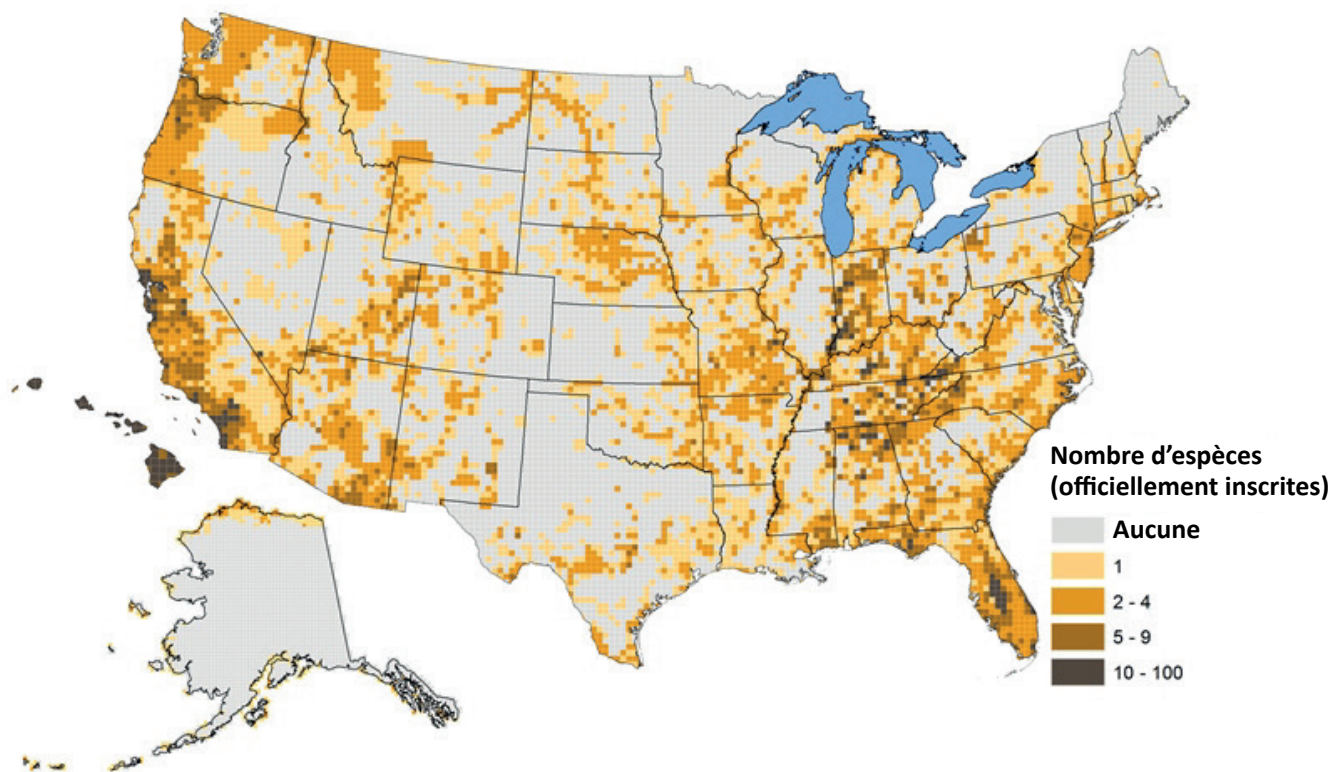 Nombre d’espèces
(officiellement inscrites)
Aucune
1
2 - 4
5 - 9
10 - 100